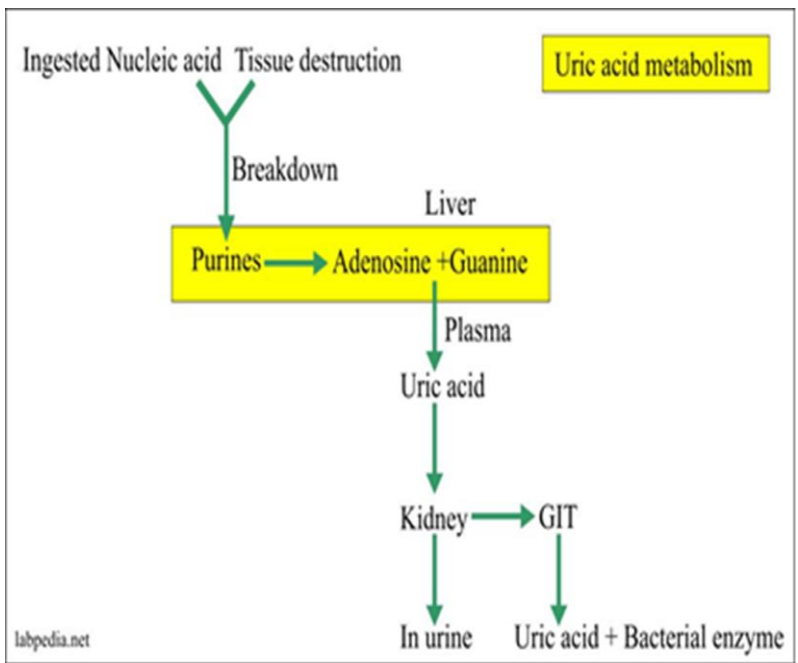 Ingested Nucleic acid Tissue destruction
Uric acid metabolism
Breakdown
Liver
Purines Adenosine +Guanine
Plasma
Uric acid
Kidney GIT
In urine Uric acid + Bacterial enzyme
labpedia.net